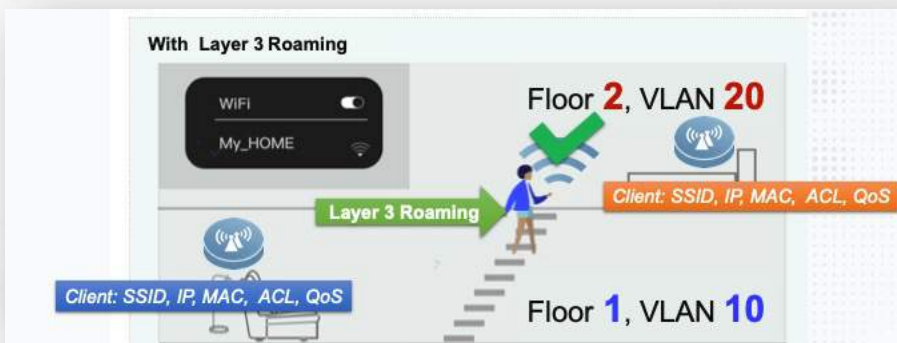 With Layer 3 Roaming
WiFi
My_HOME
Floor 2, VLAN 20
Client: SSID, IP, MAC, ACL, QoS
Layer 3 Roaming
Client: SSID, IP, MAC, ACL, QoS
Floor 1, VLAN 10